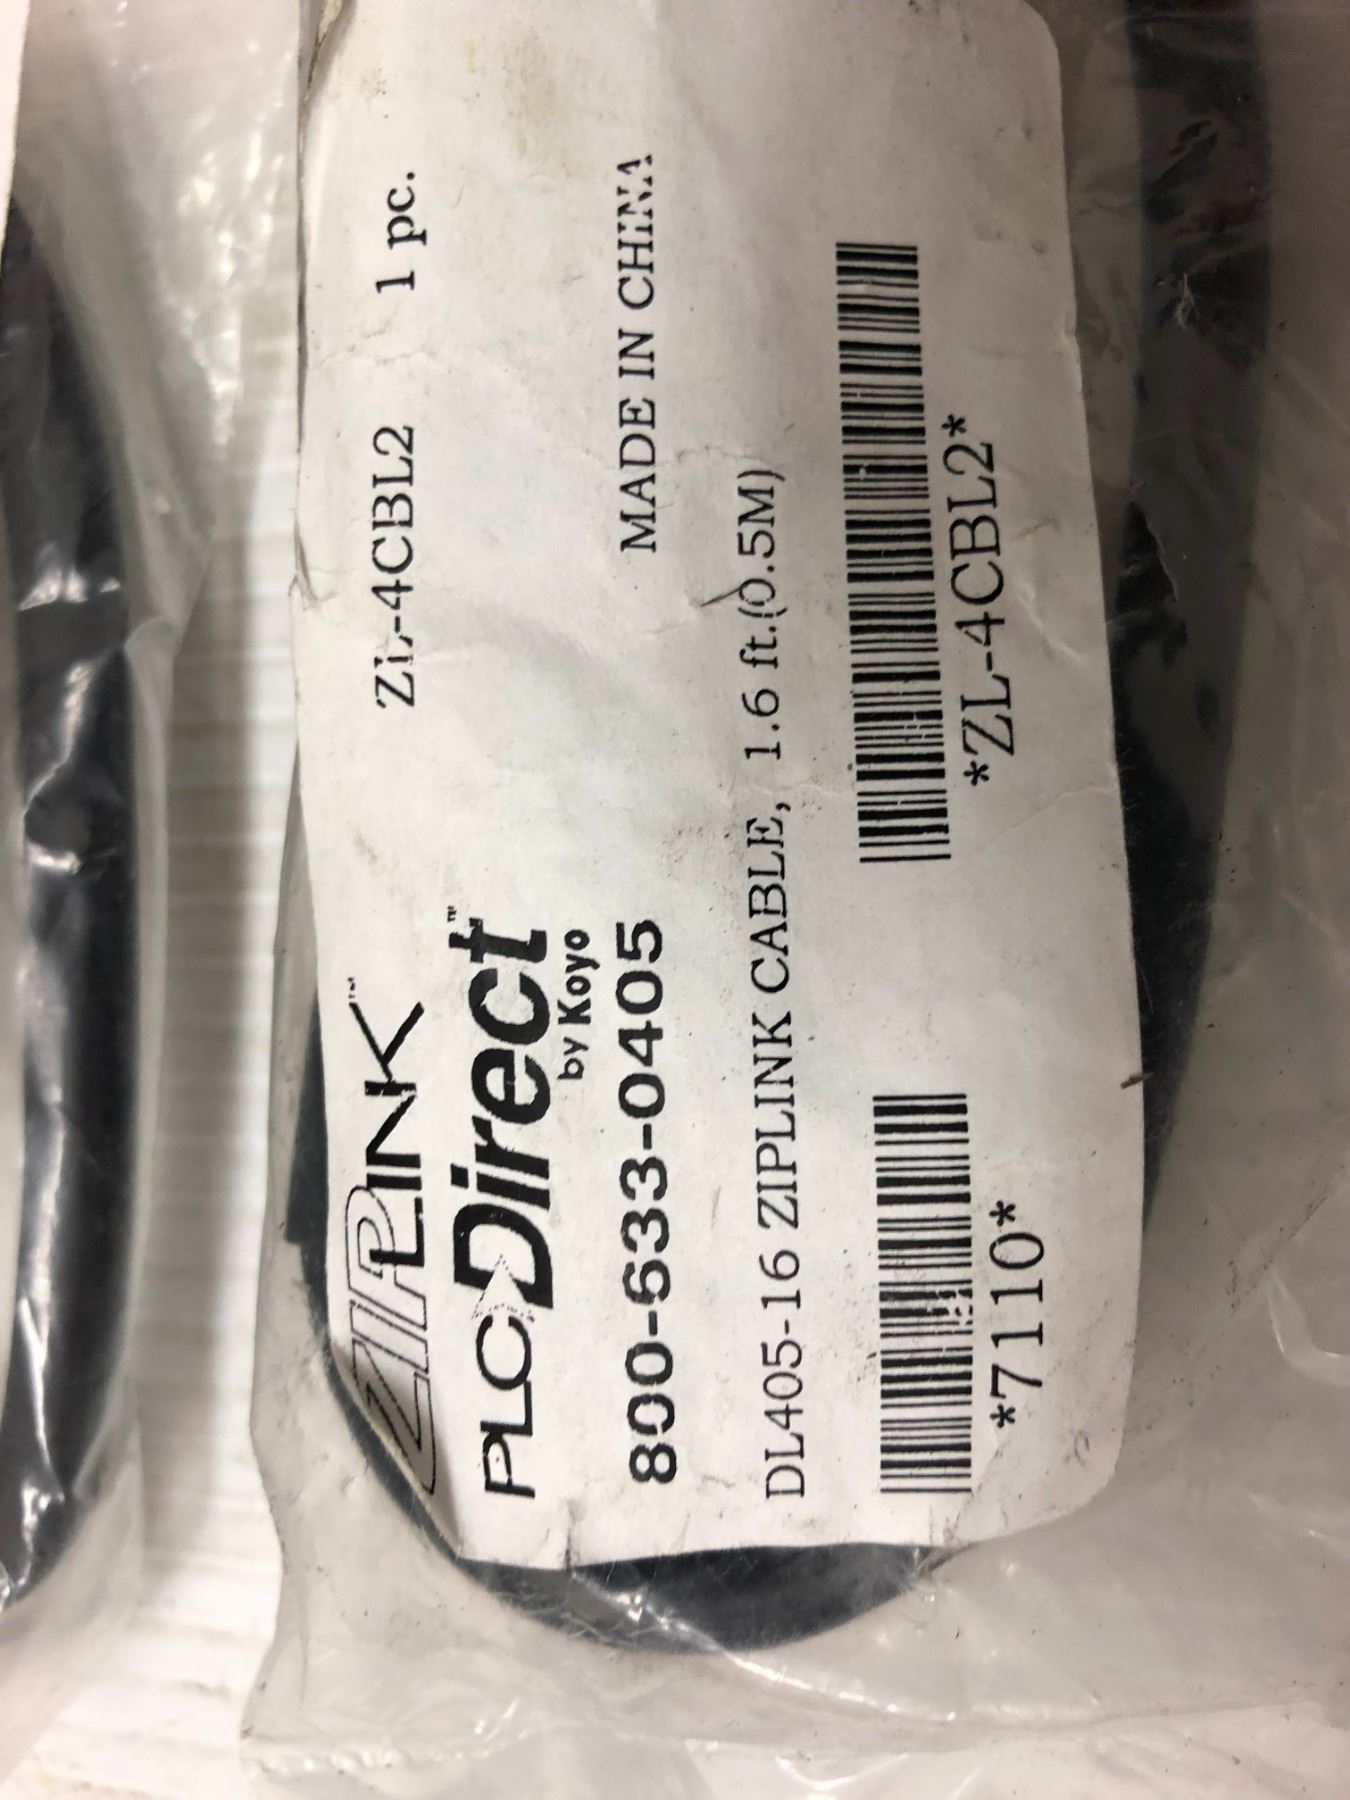 ZIPLINK™ ZL-4CBL2 1 pc.
PLC Direct™
by Koyo
800-633-0405 MADE IN CHINA
DL405-16 ZIPLINK CABLE, 1.6 ft.(0.5M)
*7110* *ZL-4CBL2*